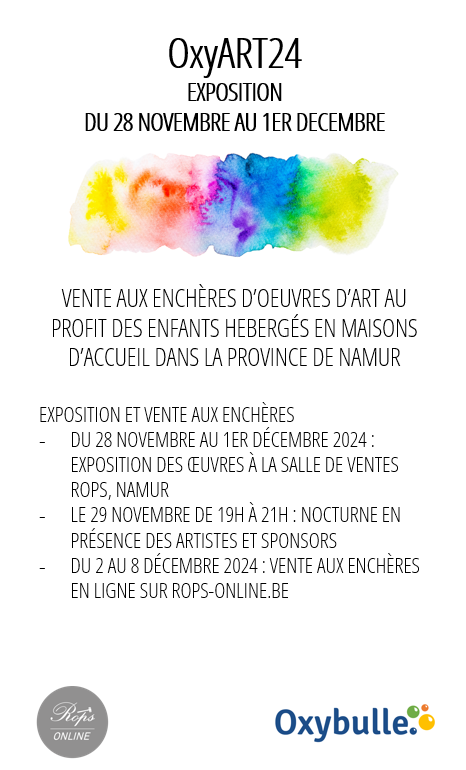 OxyART24
EXPOSITION
DU 28 NOVEMBRE AU 1ER DECEMBRE
VENTE AUX ENCHÈRES D'OEUVRES D'ART AU
PROFIT DES ENFANTS HEBERGÉS EN MAISONS
D'ACCUEIL DANS LA PROVINCE DE NAMUR
EXPOSITION ET VENTE AUX ENCHÈRES
- DU 28 NOVEMBRE AU 1ER DÉCEMBRE 2024 :
EXPOSITION DES ŒUVRES À LA SALLE DE VENTES
ROPS, NAMUR
- LE 29 NOVEMBRE DE 19H À 21H : NOCTURNE EN
PRÉSENCE DES ARTISTES ET SPONSORS
- DU 2 AU 8 DÉCEMBRE 2024 : VENTE AUX ENCHÈRES
EN LIGNE SUR ROPS-ONLINE.BE
Rops
ONLINE
Oxybulle.